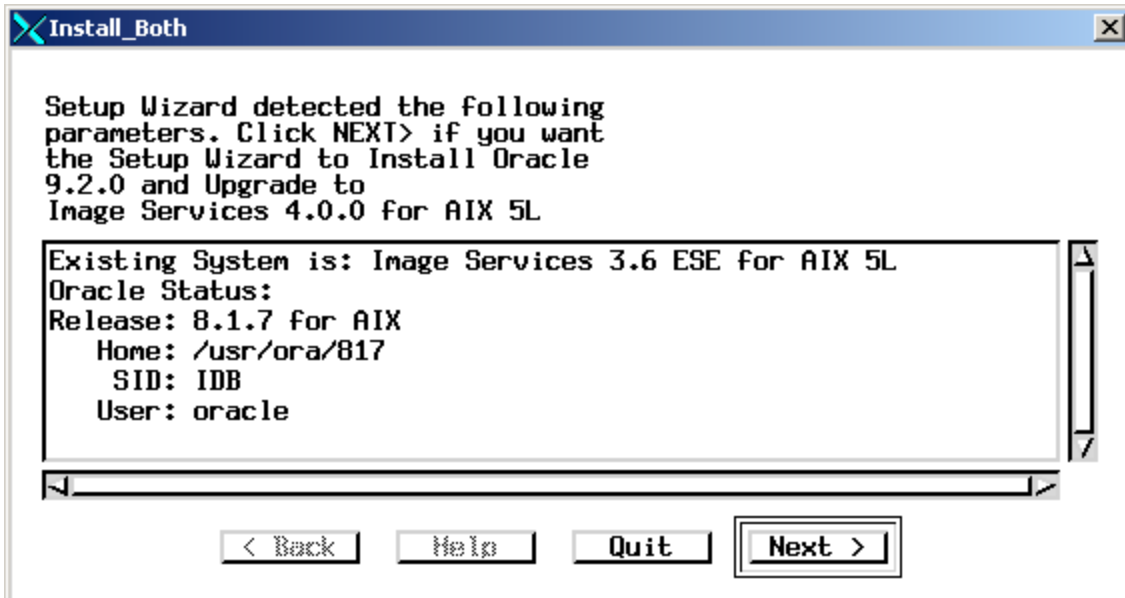 Install_Both
Setup Wizard detected the following
parameters. Click NEXT> if you want
the Setup Wizard to Install Oracle
9.2.0 and Upgrade to
Image Services 4.0.0 for AIX 5L
Existing System is: Image Services 3.6 ESE for AIX 5L
Oracle Status:
Release: 8.1.7 for AIX
Home: /usr/ora/817
SID: IDB
User: oracle
< Back Help Quit Next >